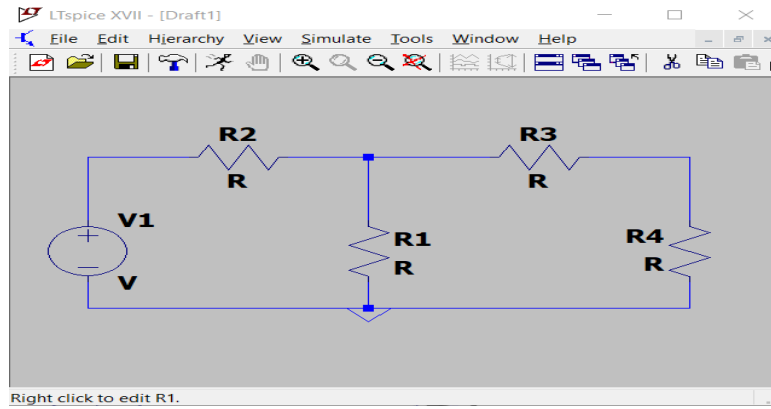 LTspice XVII - [Draft1]
File Edit Hierarchy View Simulate Tools Window Help
R2
R
R3
R
V1
V
R1
R
R4
R
Right click to edit R1.